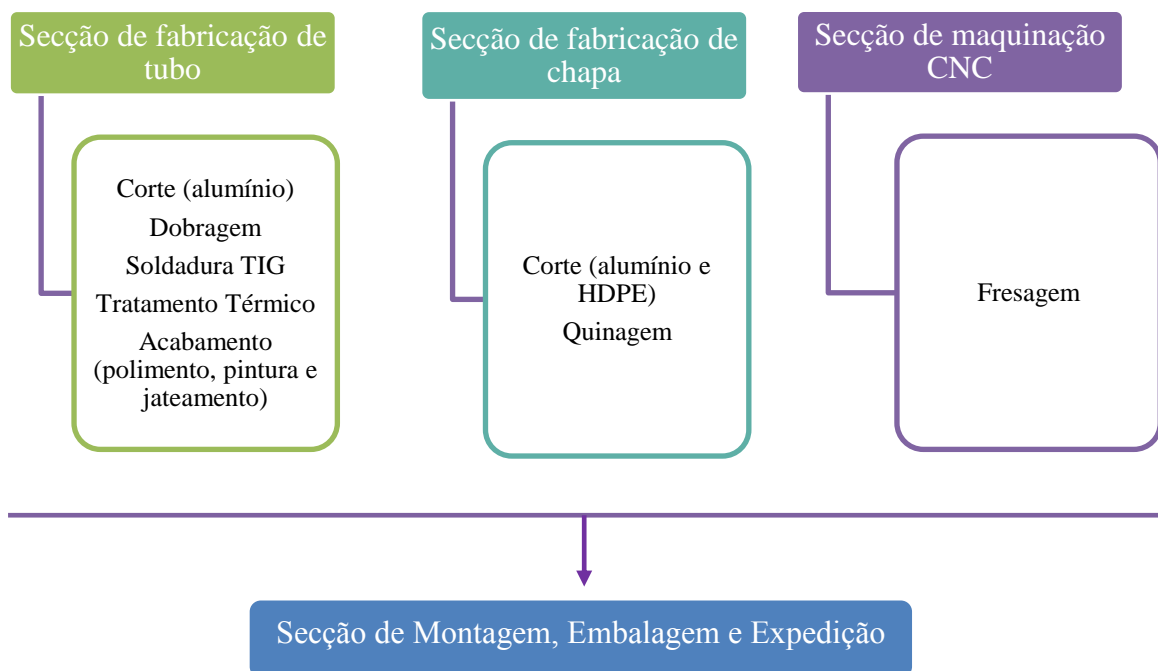 Secção de fabricação de
tubo
Corte (alumínio)
Dobragem
Soldadura TIG
Tratamento Térmico
Acabamento
(polimento, pintura e
jateamento)
Secção de fabricação de
chapa
Corte (alumínio e
HDPE)
Quinagem
Secção de maquinação
CNC
Fresagem
Secção de Montagem, Embalagem e Expedição